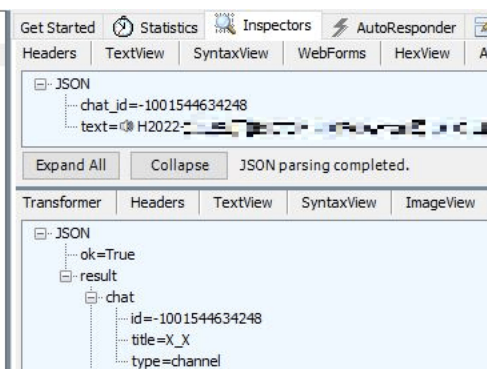 Get Started Statistics Inspectors AutoResponder
Headers TextView SyntaxView WebForms HexView A
JSON
chat_id=-1001544634248
text= H2022-
Expand All Collapse JSON parsing completed.
Transformer Headers TextView SyntaxView ImageView
JSON
ok=True
result
chat
id=-1001544634248
title=X_X
type=channel